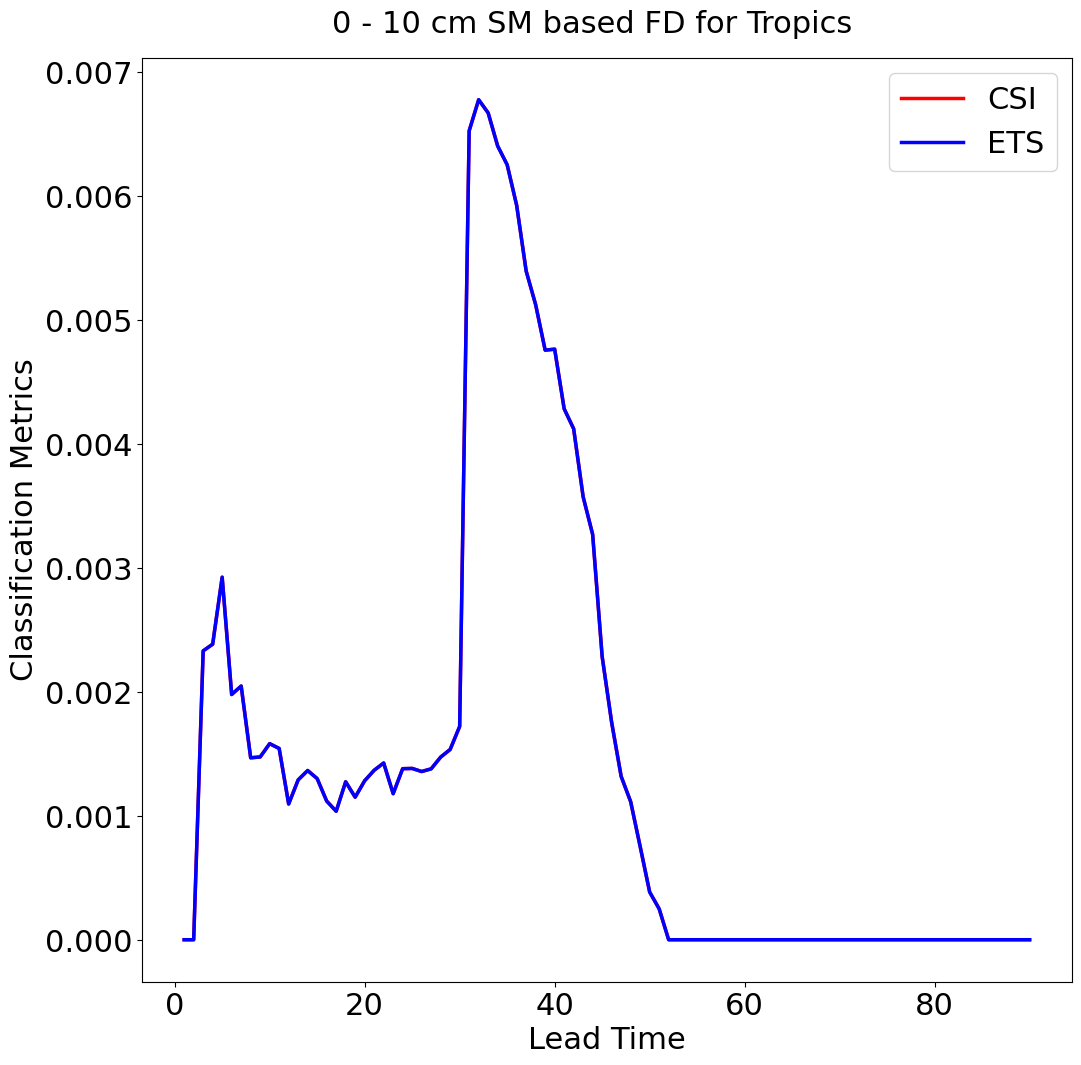 0 - 10 cm SM based FD for Tropics
CSI
ETS
Classification Metrics
0.007
0.006
0.005
0.004
0.003
0.002
0.001
0.000
0 20 40 60 80
Lead Time